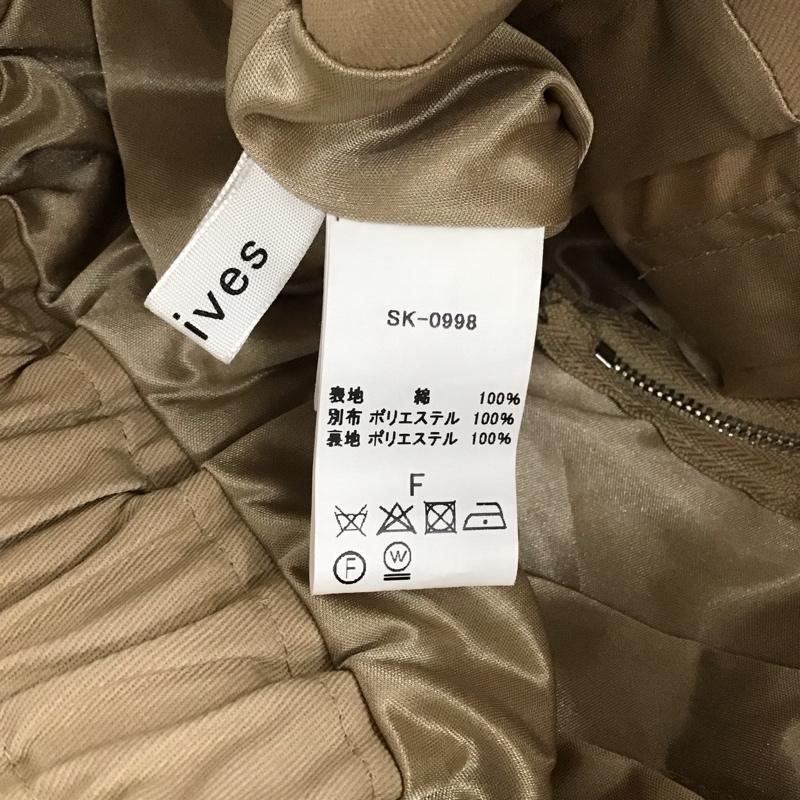 ives
SK-0998
表地 綿 100%
別布 ポリエステル 100%
裏地 ポリエステル 100%
F
F W